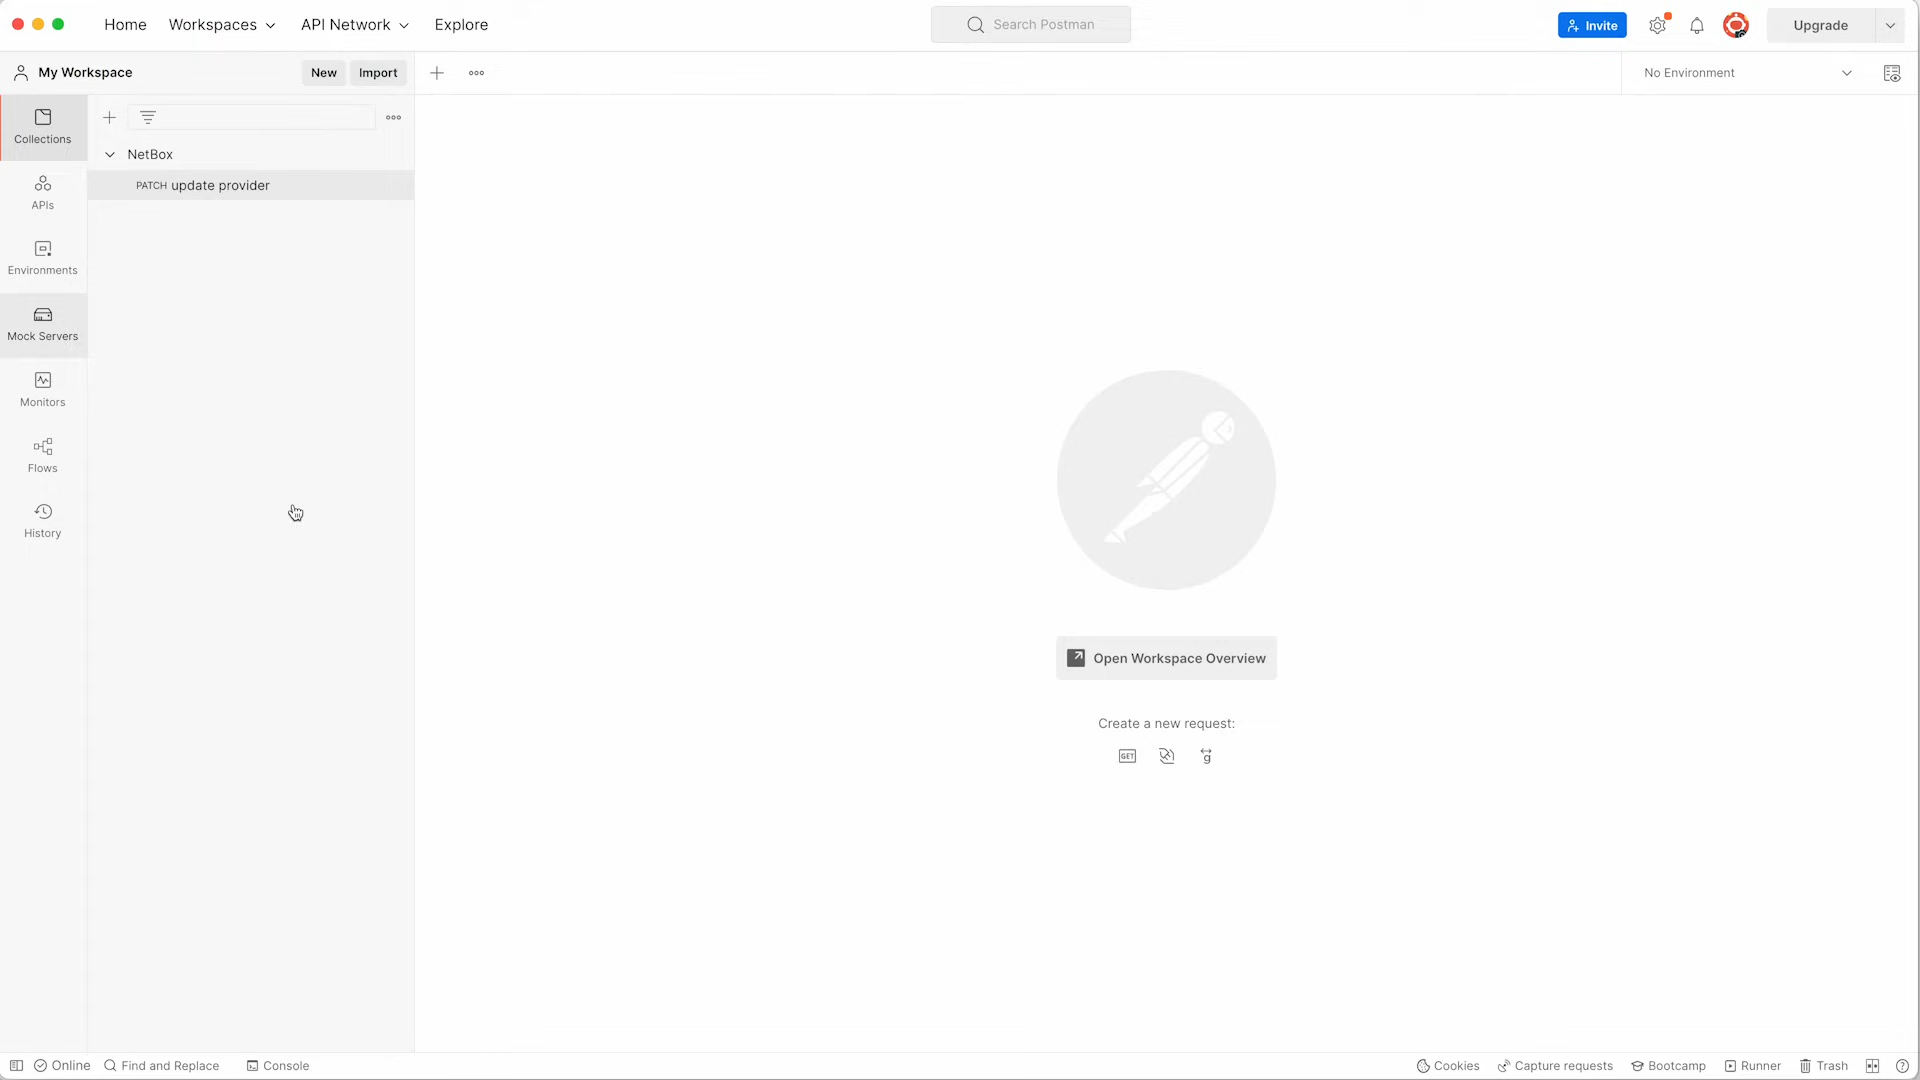 Home Workspaces API Network Explore Search Postman Invite Upgrade
My Workspace New Import No Environment
Collections
NetBox
PATCH update provider
APIs
Environments
Mock Servers
Monitors
Flows
History
Open Workspace Overview
Create a new request:
GET
g
Online Find and Replace Console Cookies Capture requests Bootcamp Runner Trash